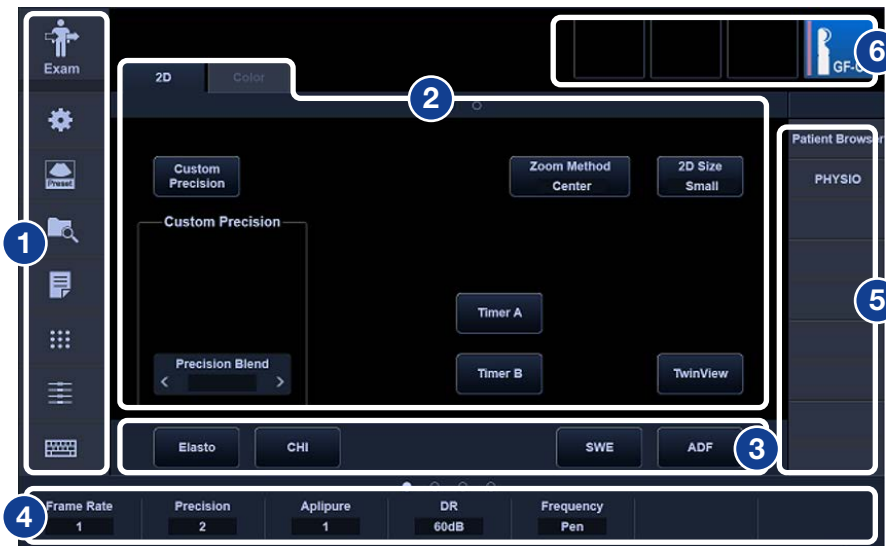 Exam
2D
Color
6
GF-
2
Patient Browser
Custom
Precision
Zoom Method
Center
2D Size
Small
Preset
PHYSIO
Custom Precision
1
5
Timer A
Precision Blend
<
>
Timer B
TwinView
Elasto
CHI
SWE
ADF
3
4
Frame Rate
1
Precision
2
Aplipure
1
DR
60dB
Frequency
Pen